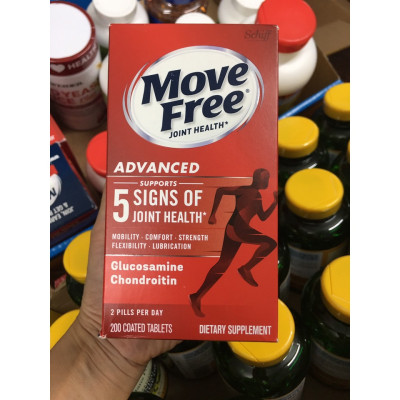 Schiff
Move
Free®
JOINT HEALTH*
ADVANCED
SUPPORTS
5 SIGNS OF
JOINT HEALTH*
MOBILITY · COMFORT · STRENGTH
FLEXIBILITY · LUBRICATION
Glucosamine
Chondroitin
2 PILLS PER DAY
200 COATED TABLETS
DIETARY SUPPLEMENT